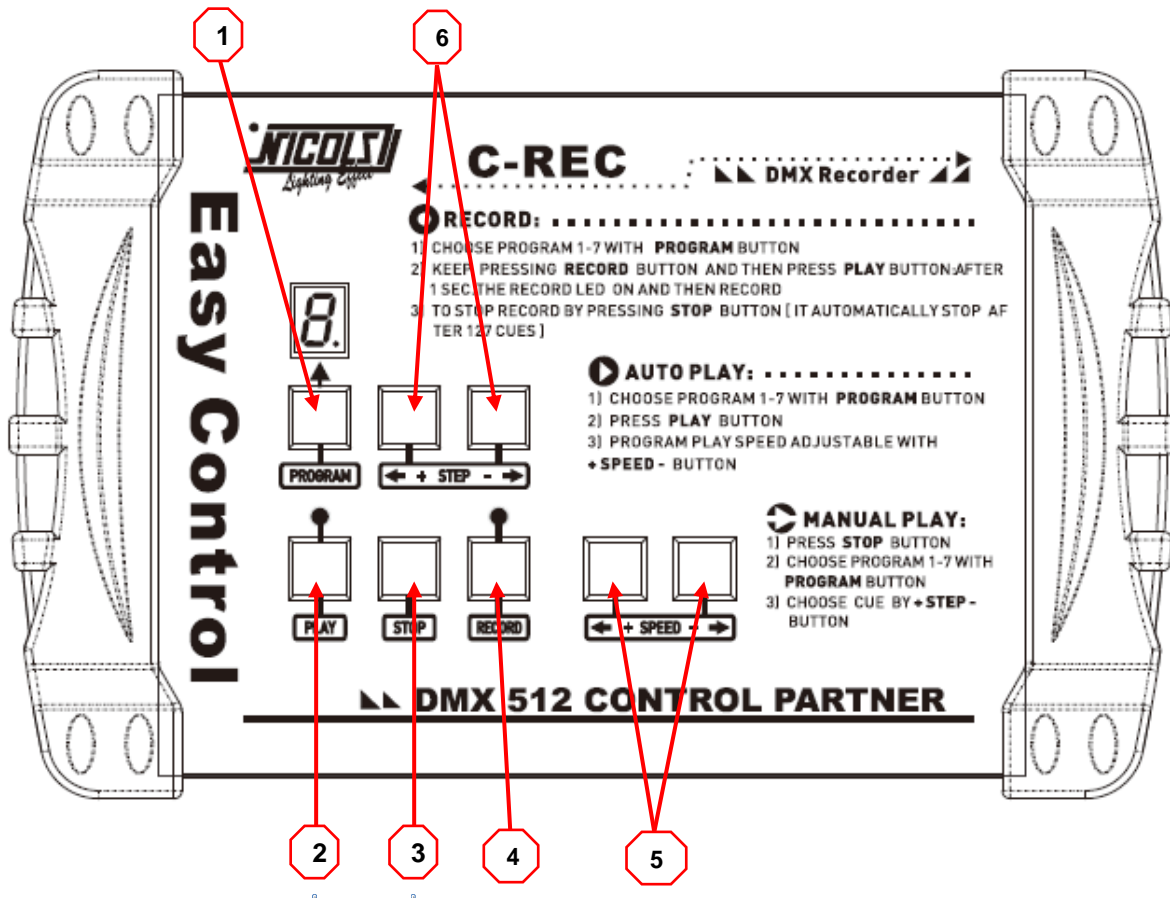 1
6
NICOLS
Lighting Effect
C-REC
DMX Recorder
Easy Control
RECORD:
1) CHOOSE PROGRAM 1-7 WITH PROGRAM BUTTON
2) KEEP PRESSING RECORD BUTTON AND THEN PRESS PLAY BUTTON:AFTER
1 SEC.THE RECORD LED ON AND THEN RECORD
3) TO STOP RECORD BY PRESSING STOP BUTTON [ IT AUTOMATICALLY STOP AF
TER 127 CUES ]
8.
AUTO PLAY:
1) CHOOSE PROGRAM 1-7 WITH PROGRAM BUTTON
2) PRESS PLAY BUTTON
3) PROGRAM PLAY SPEED ADJUSTABLE WITH
+ SPEED - BUTTON
PROGRAM
+ STEP -
MANUAL PLAY:
1) PRESS STOP BUTTON
2) CHOOSE PROGRAM 1-7 WITH
PROGRAM BUTTON
3) CHOOSE CUE BY + STEP -
BUTTON
PLAY
STOP
RECORD
+ SPEED -
DMX 512 CONTROL PARTNER
2
3
4
5